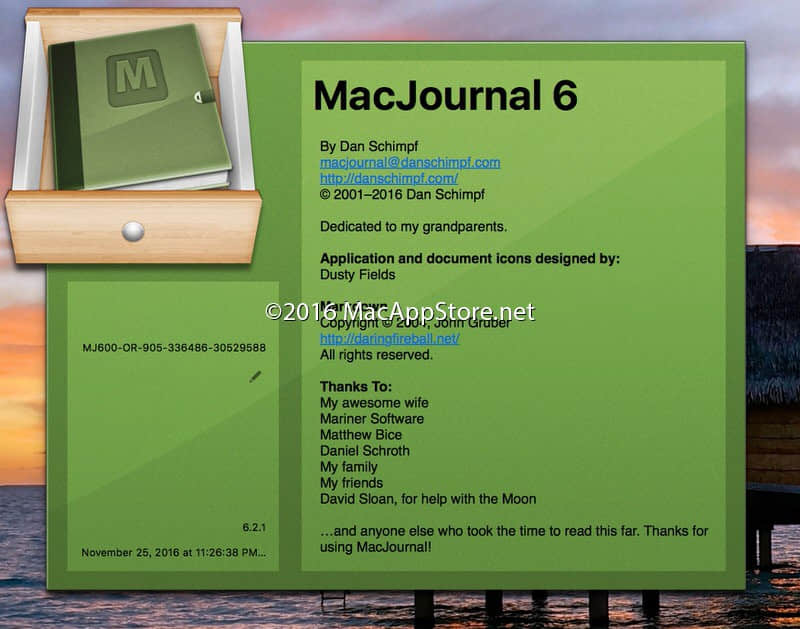 M
MacJournal 6
By Dan Schimpf
macjournal@danschimpf.com
http://danschimpf.com/
© 2001–2016 Dan Schimpf
Dedicated to my grandparents.
Application and document icons designed by:
Dusty Fields
©2016 MacAppStore.net
Copyright © 2004, John Gruber
http://daringfireball.net/
All rights reserved.
Thanks To:
My awesome wife
Mariner Software
Matthew Bice
Daniel Schroth
My family
My friends
David Sloan, for help with the Moon
…and anyone else who took the time to read this far. Thanks for
using MacJournal!
MJ600-OR-905-336486-30529588
6.2.1
November 25, 2016 at 11:26:38 PM...